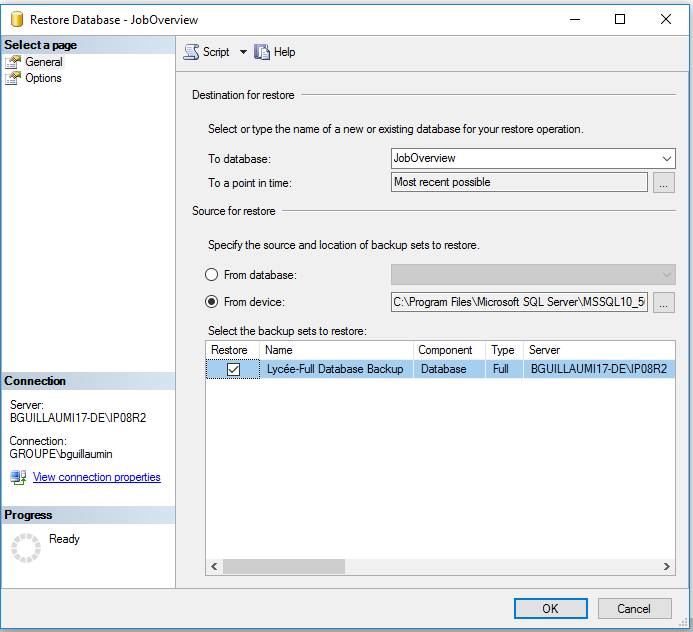 Restore Database - JobOverview
Select a page
General
Options
Script
Help
Destination for restore
Select or type the name of a new or existing database for your restore operation.
To database:
JobOverview
To a point in time:
Most recent possible
...
Source for restore
Specify the source and location of backup sets to restore.
From database:
From device:
C:\Program Files\Microsoft SQL Server\MSSQL10_5
...
Select the backup sets to restore:
Restore Name Component Type Server
Lycée-Full Database Backup Database Full BGUILLAUMI17-DE\IP08R2
Connection
Server:
BGUILLAUMI17-DE\IP08R2
Connection:
GROUPE\bguillaumin
View connection properties
Progress
Ready
OK
Cancel